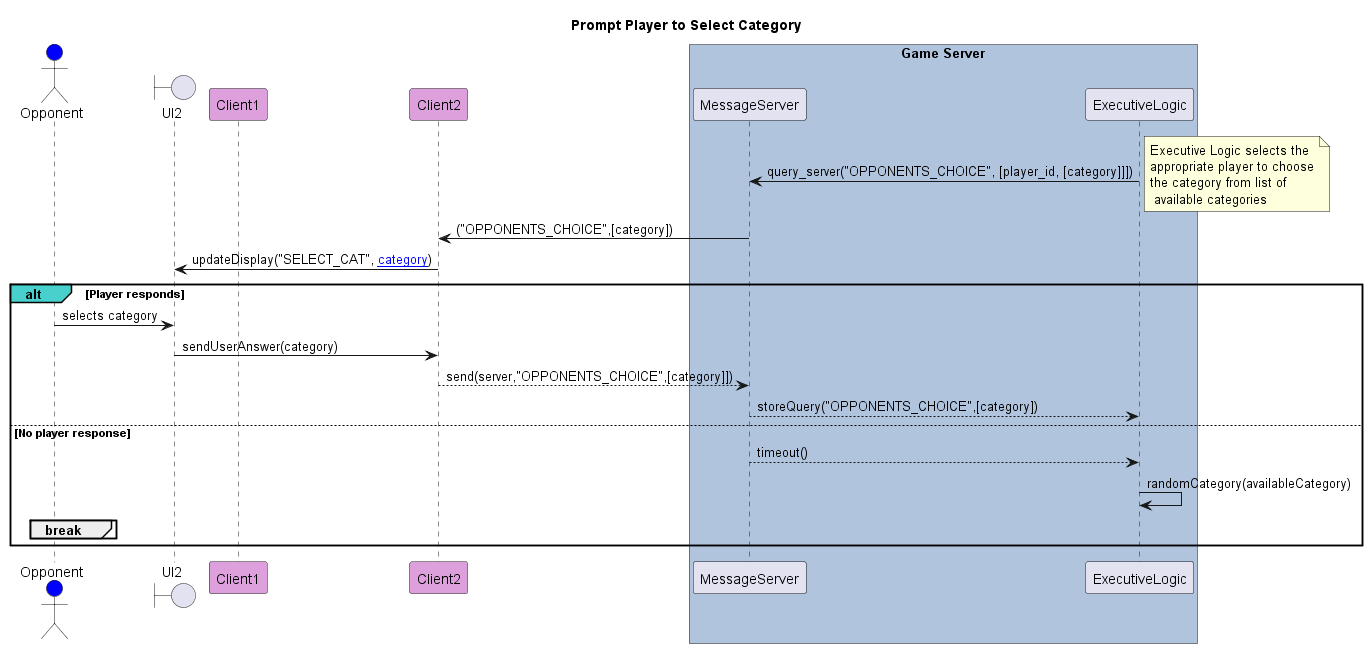 Prompt Player to Select Category
Game Server
Opponent
UI2
Client1
Client2
MessageServer
ExecutiveLogic
Executive Logic selects the
appropriate player to choose
the category from list of
available categories
query_server("OPPONENTS_CHOICE", [player_id, [category]]])
("OPPONENTS_CHOICE",[category])
updateDisplay("SELECT_CAT", category)
alt
[Player responds]
selects category
sendUserAnswer(category)
send(server,"OPPONENTS_CHOICE",[category]])
storeQuery("OPPONENTS_CHOICE",[category])
[No player response]
timeout()
randomCategory(availableCategory)
break
Opponent
UI2
Client1
Client2
MessageServer
ExecutiveLogic